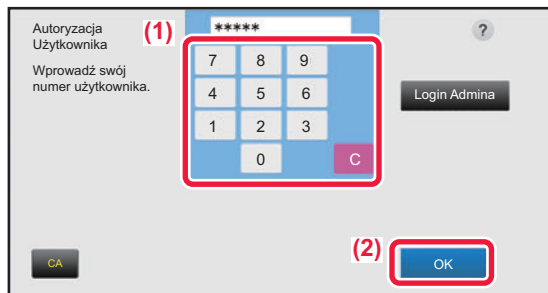 Autoryzacja
Użytkownika
(1)
*****
?
Wprowadź swój
numer użytkownika.
7 8 9
4 5 6
Login Admina
1 2 3
0 C
(2)
CA
OK